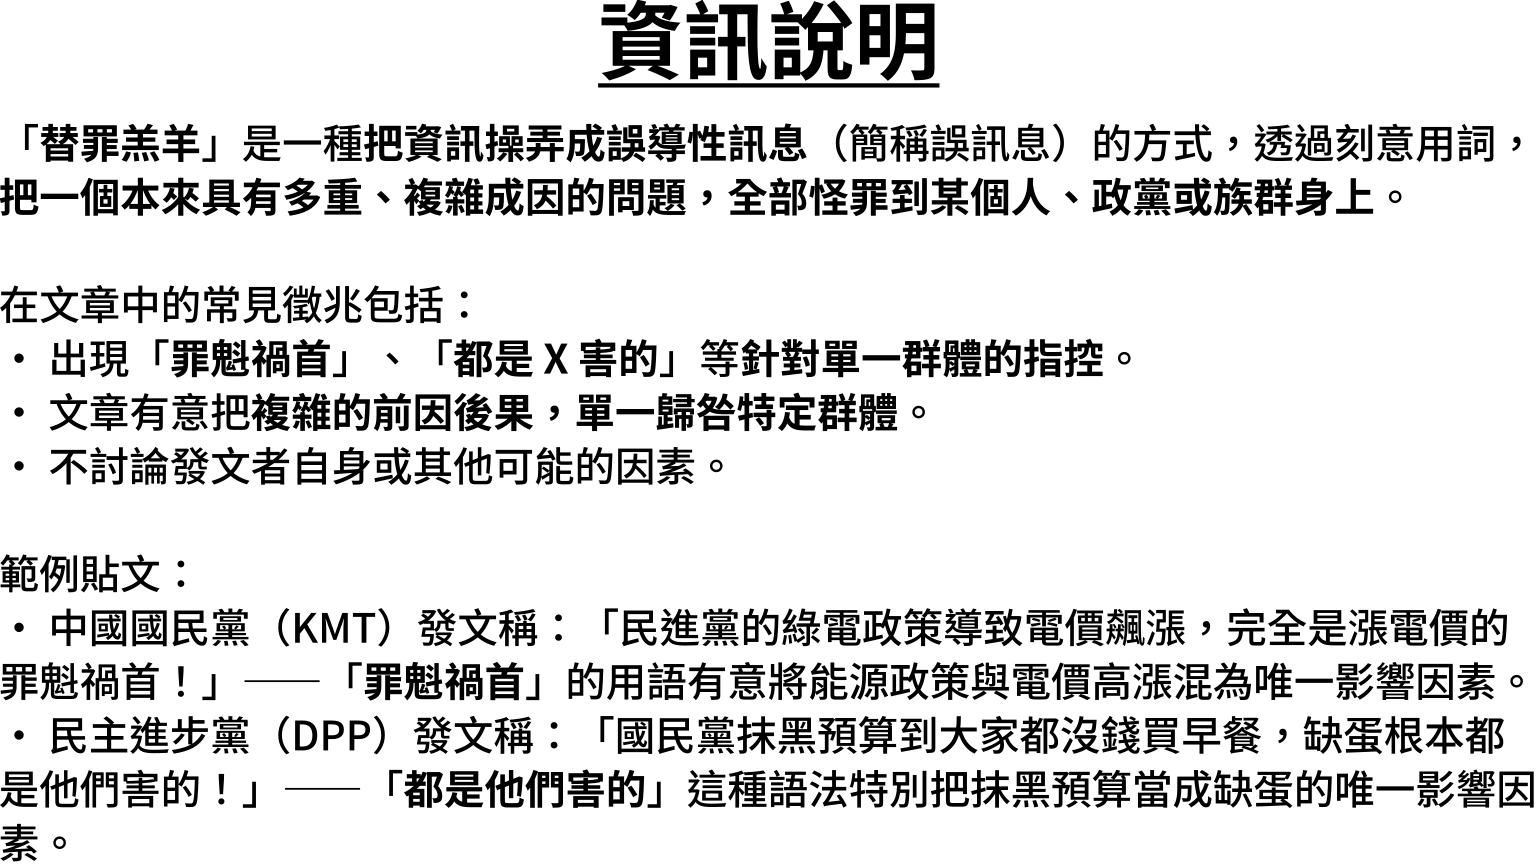 資訊說明
「替罪羔羊」是一種把資訊操弄成誤導性訊息（簡稱誤訊息）的方式，透過刻意用詞，
把一個本來具有多重、複雜成因的問題，全部怪罪到某個人、政黨或族群身上。
在文章中的常見徵兆包括：
• 出現「罪魁禍首」、「都是 X 害的」等針對單一群體的指控。
• 文章有意把複雜的前因後果，單一歸咎特定群體。
• 不討論發文者自身或其他可能的因素。
範例貼文：
• 中國國民黨（KMT）發文稱：「民進黨的綠電政策導致電價飆漲，完全是漲電價的
罪魁禍首！」——「罪魁禍首」的用語有意將能源政策與電價高漲混為唯一影響因素。
• 民主進步黨（DPP）發文稱：「國民黨抹黑預算到大家都沒錢買早餐，缺蛋根本都
是他們害的！」——「都是他們害的」這種語法特別把抹黑預算當成缺蛋的唯一影響因
素。